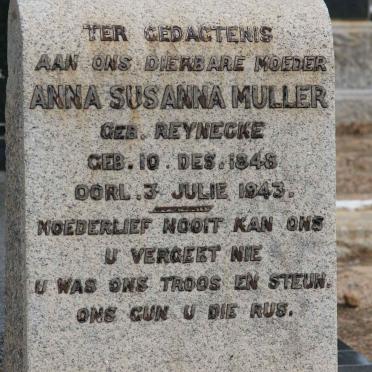 TER GEDAGTENIS
AAN ONS DIERBARE MOEDER
ANNA SUSANNA MULLER
GEB. REYNECKE
GEB. 10 DES. 1848
OORL. 3 JULIE 1943.
MOEDERLIEF NOOIT KAN ONS
U VERGEET NIE
U WAS ONS TROOS EN STEUN.
ONS GUN U DIE RUS.